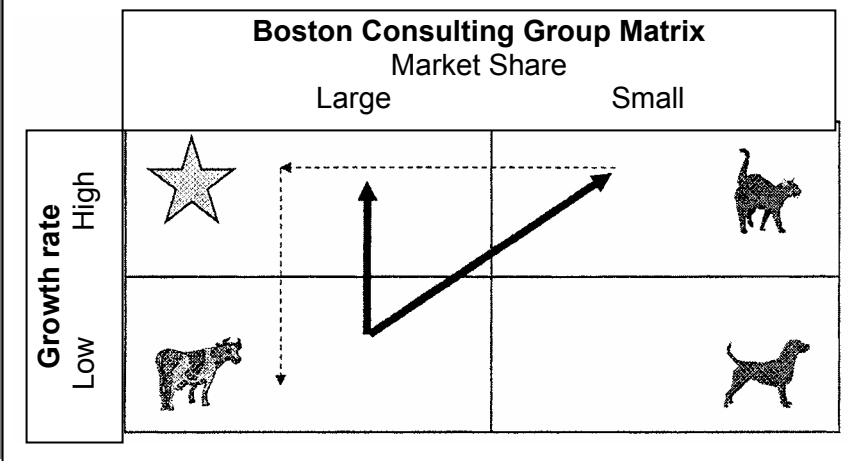 Boston Consulting Group Matrix
Market Share
Large Small
Growth rate
High
Low